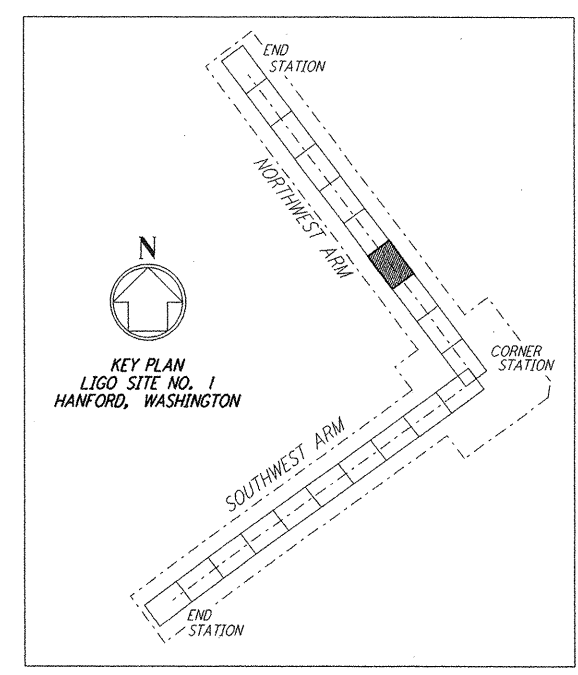 END
STATION
NORTHWEST ARM
N
KEY PLAN
LIGO SITE NO. 1
HANFORD, WASHINGTON
CORNER
STATION
SOUTHWEST ARM
END
STATION